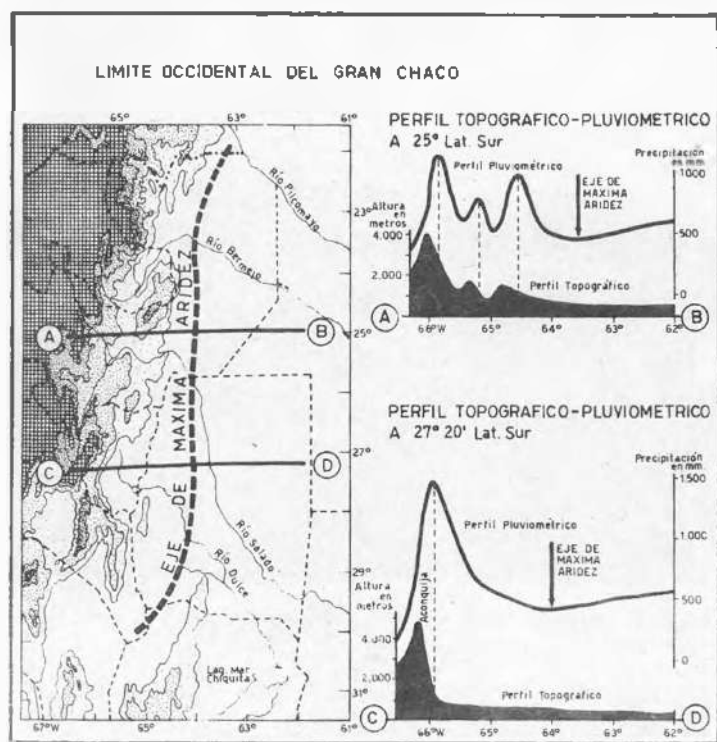 LIMITE OCCIDENTAL DEL GRAN CHACO
65°
63°
61°
Río Pilcomayo
23°
Río Bermejo
A
B
25°
EJE DE MAXIMA ARIDEZ
27°
C
D
Río Salado
Río Dulce
29°
Lag. Mar
Chiquitas
31°
67°W
65°
63°
61°
PERFIL TOPOGRAFICO-PLUVIOMETRICO
A 25° Lat. Sur
Precipitación
en mm.
Perfil Pluviométrico
1000
EJE DE
MAXIMA
ARIDEZ
Altura
en
metros
4.000
500
2.000
Perfil Topográfico
0
A
66°W
65°
64°
63°
62°
B
PERFIL TOPOGRAFICO-PLUVIOMETRICO
A 27° 20' Lat. Sur
Precipitación
en mm.
1.500
Perfil Pluviométrico
1.000
EJE DE
MAXIMA
ARIDEZ
Altura
en
metros
Aconquija
500
4.000
0
2.000
Perfil Topográfico
C
66°W
65°
64°
63°
62°
D